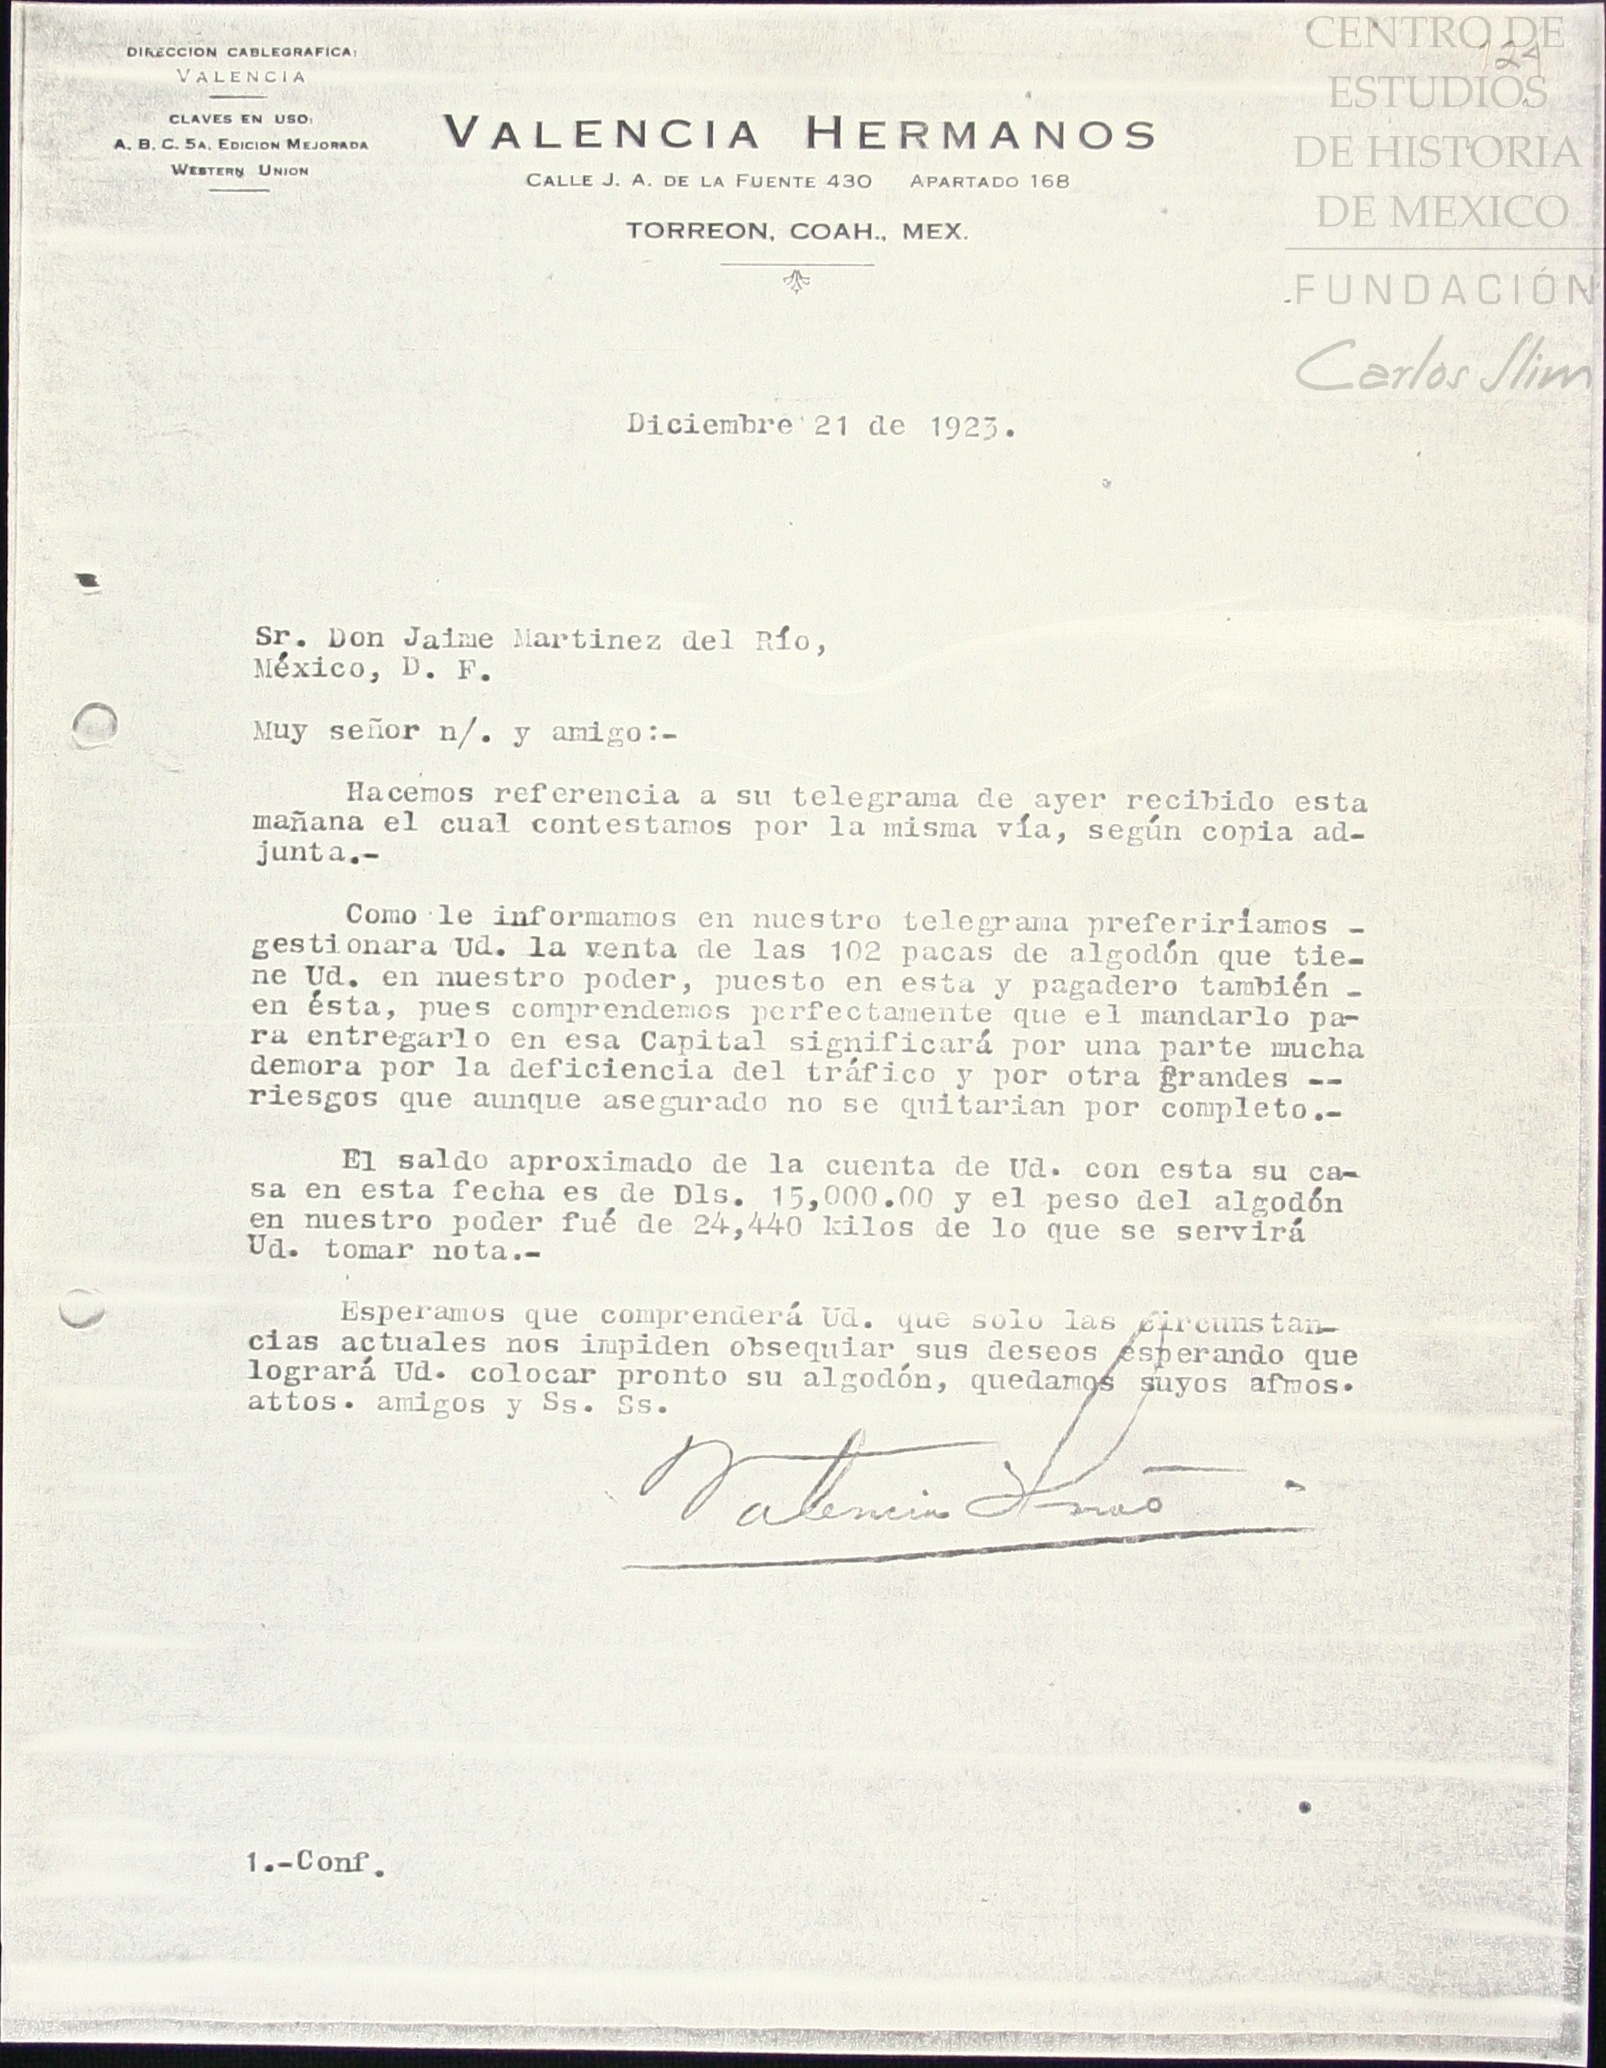 DIRECCION CABLEGRAFICA:
VALENCIA
CLAVES EN USO:
A. B. C. 5A. EDICION MEJORADA
WESTERN UNION
VALENCIA HERMANOS
CALLE J. A. DE LA FUENTE 430 APARTADO 168
TORREON, COAH., MEX.
CENTRO DE
ESTUDIOS
DE HISTORIA
DE MEXICO
FUNDACIÓN
Carlos Slim
Diciembre 21 de 1923.
Sr. Don Jaime Martinez del Río,
México, D. F.
Muy señor n/. y amigo:-
Hacemos referencia a su telegrama de ayer recibido esta
mañana el cual contestamos por la misma vía, según copia ad-
junta.-
Como le informamos en nuestro telegrama preferiríamos -
gestionara Ud. la venta de las 102 pacas de algodón que tie-
ne Ud. en nuestro poder, puesto en esta y pagadero también -
en ésta, pues comprendemos perfectamente que el mandarlo pa-
ra entregarlo en esa Capital significará por una parte mucha
demora por la deficiencia del tráfico y por otra grandes --
riesgos que aunque asegurado no se quitarian por completo.-
El saldo aproximado de la cuenta de Ud. con esta su ca-
sa en esta fecha es de Dls. 15,000.00 y el peso del algodón
en nuestro poder fué de 24,440 kilos de lo que se servirá
Ud. tomar nota.-
Esperamos que comprenderá Ud. que solo las circunstan-
cias actuales nos impiden obsequiar sus deseos esperando que
logrará Ud. colocar pronto su algodón, quedamos suyos afmos.
attos. amigos y Ss. Ss.
Valencia Hnos
1.-Conf.